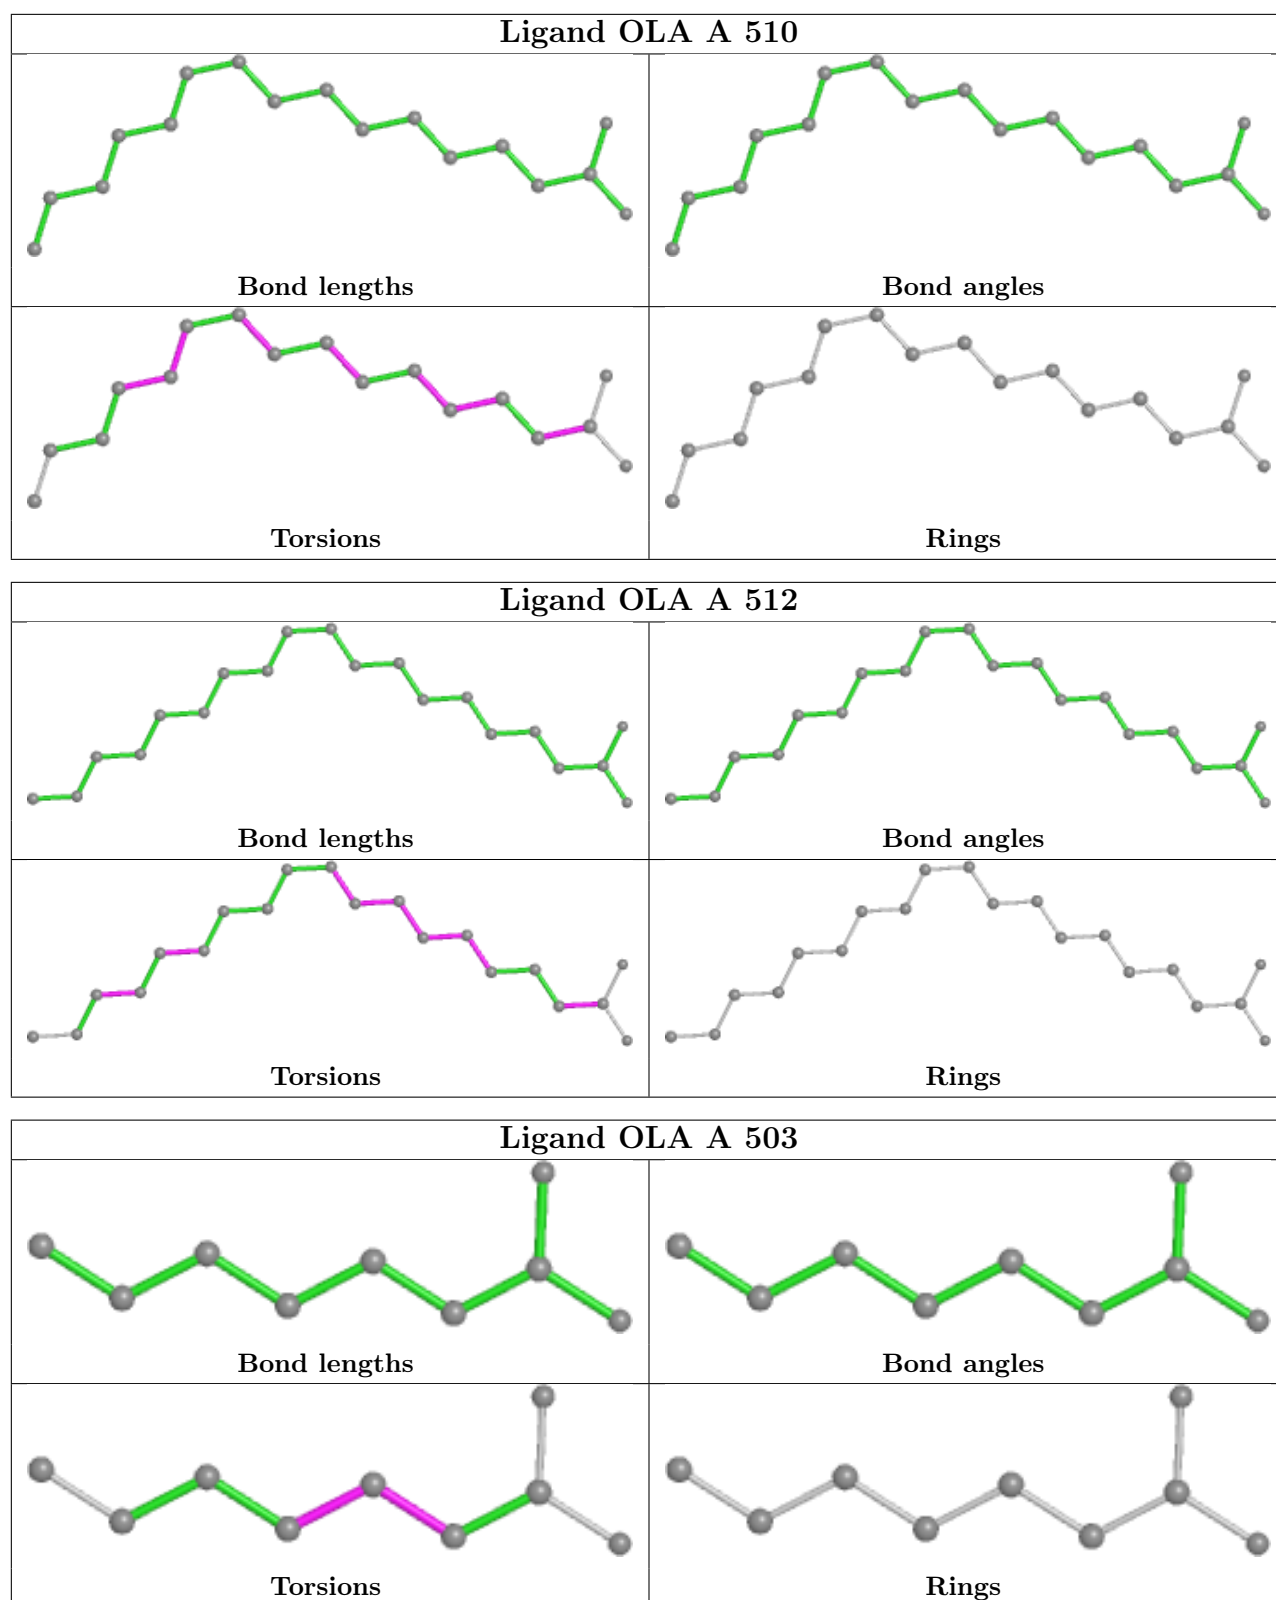 Ligand OLA A 510
Bond lengths
Bond angles
Torsions
Rings
Ligand OLA A 512
Bond lengths
Bond angles
Torsions
Rings
Ligand OLA A 503
Bond lengths
Bond angles
Torsions
Rings